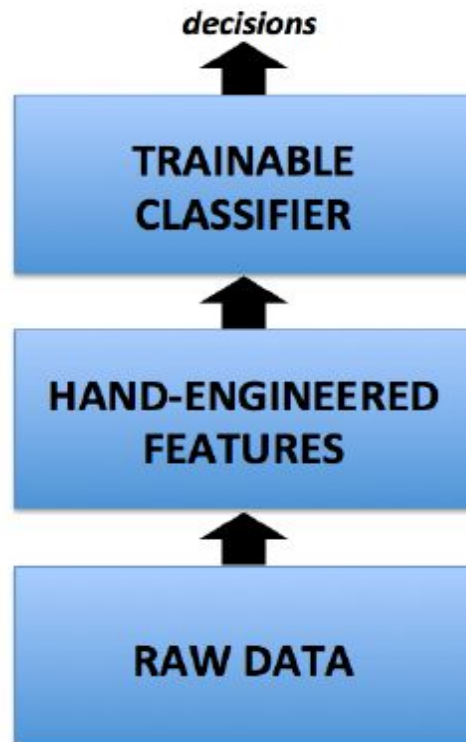 decisions
TRAINABLE
CLASSIFIER
HAND-ENGINEERED
FEATURES
RAW DATA